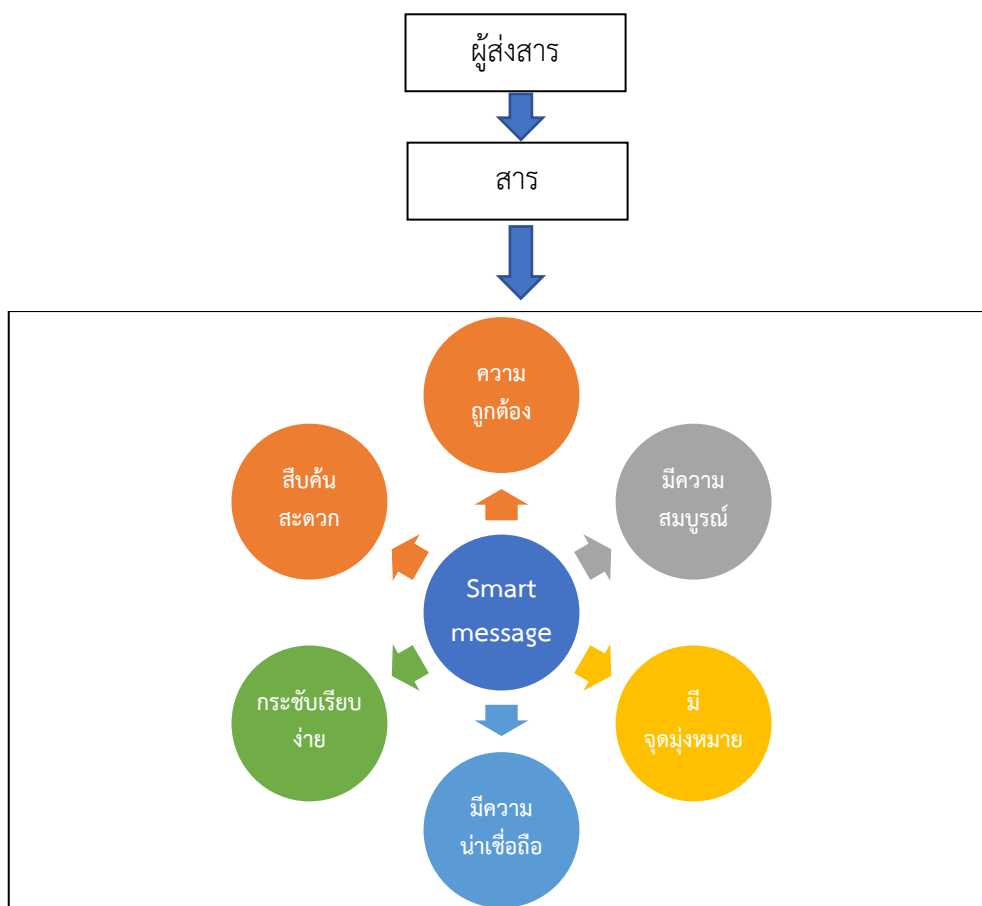 ผู้ส่งสาร
สาร
ความ
ถูกต้อง
มีความ
สมบูรณ์
มี
จุดมุ่งหมาย
มีความ
น่าเชื่อถือ
กระชับเรียบ
ง่าย
สืบค้น
สะดวก
Smart
message